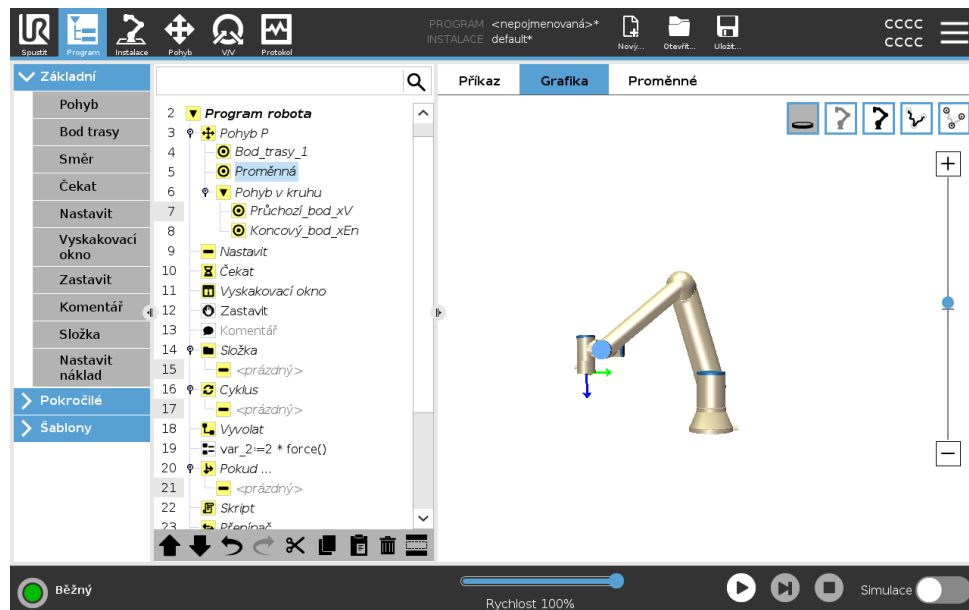 PROGRAM <nepojmenovaná>*
INSTALACE default*
Spustit
Program
Instalace
Pohyb
V/V
Protokol
Nový...
Otevřít...
Uložit...
CCCC
CCCC
Základní
Pohyb
Bod trasy
Směr
Čekat
Nastavit
Vyskakovací
okno
Zastavit
Komentář
Složka
Nastavit
náklad
Pokročilé
Šablony
2 Program robota
3 Pohyb P
4 Bod_trasy_1
5 Proměnná
6 Pohyb v kruhu
7 Průchozí_bod_xV
8 Koncový_bod_xEn
9 Nastavit
10 Čekat
11 Vyskakovací okno
12 Zastavit
13 Komentář
14 Složka
15 <prázdný>
16 Cyklus
17 <prázdný>
18 Vyvolat
19 var_2:=2 * force()
20 Pokud ...
21 <prázdný>
22 Skript
23 Přepínač
Příkaz
Grafika
Proměnné
Běžný
Rychlost 100%
Simulace